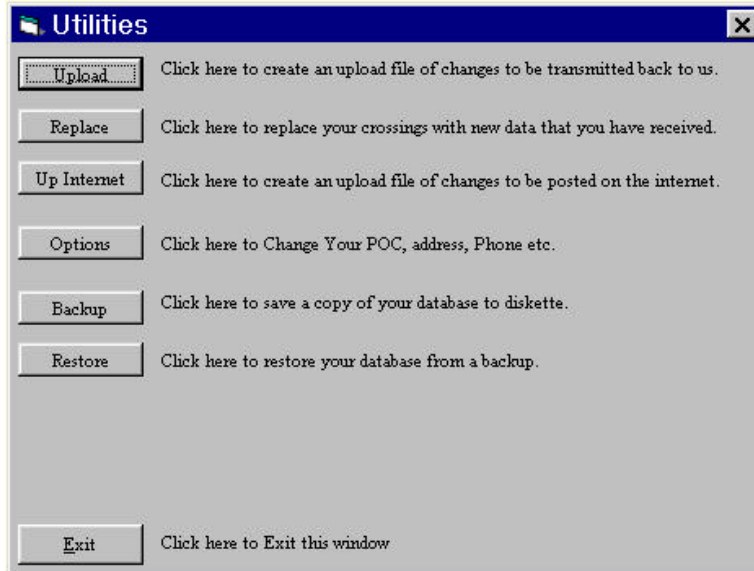 Utilities
Upload Click here to create an upload file of changes to be transmitted back to us.
Replace Click here to replace your crossings with new data that you have received.
Up Internet Click here to create an upload file of changes to be posted on the internet.
Options Click here to Change Your POC, address, Phone etc.
Backup Click here to save a copy of your database to diskette.
Restore Click here to restore your database from a backup.
Exit Click here to Exit this window